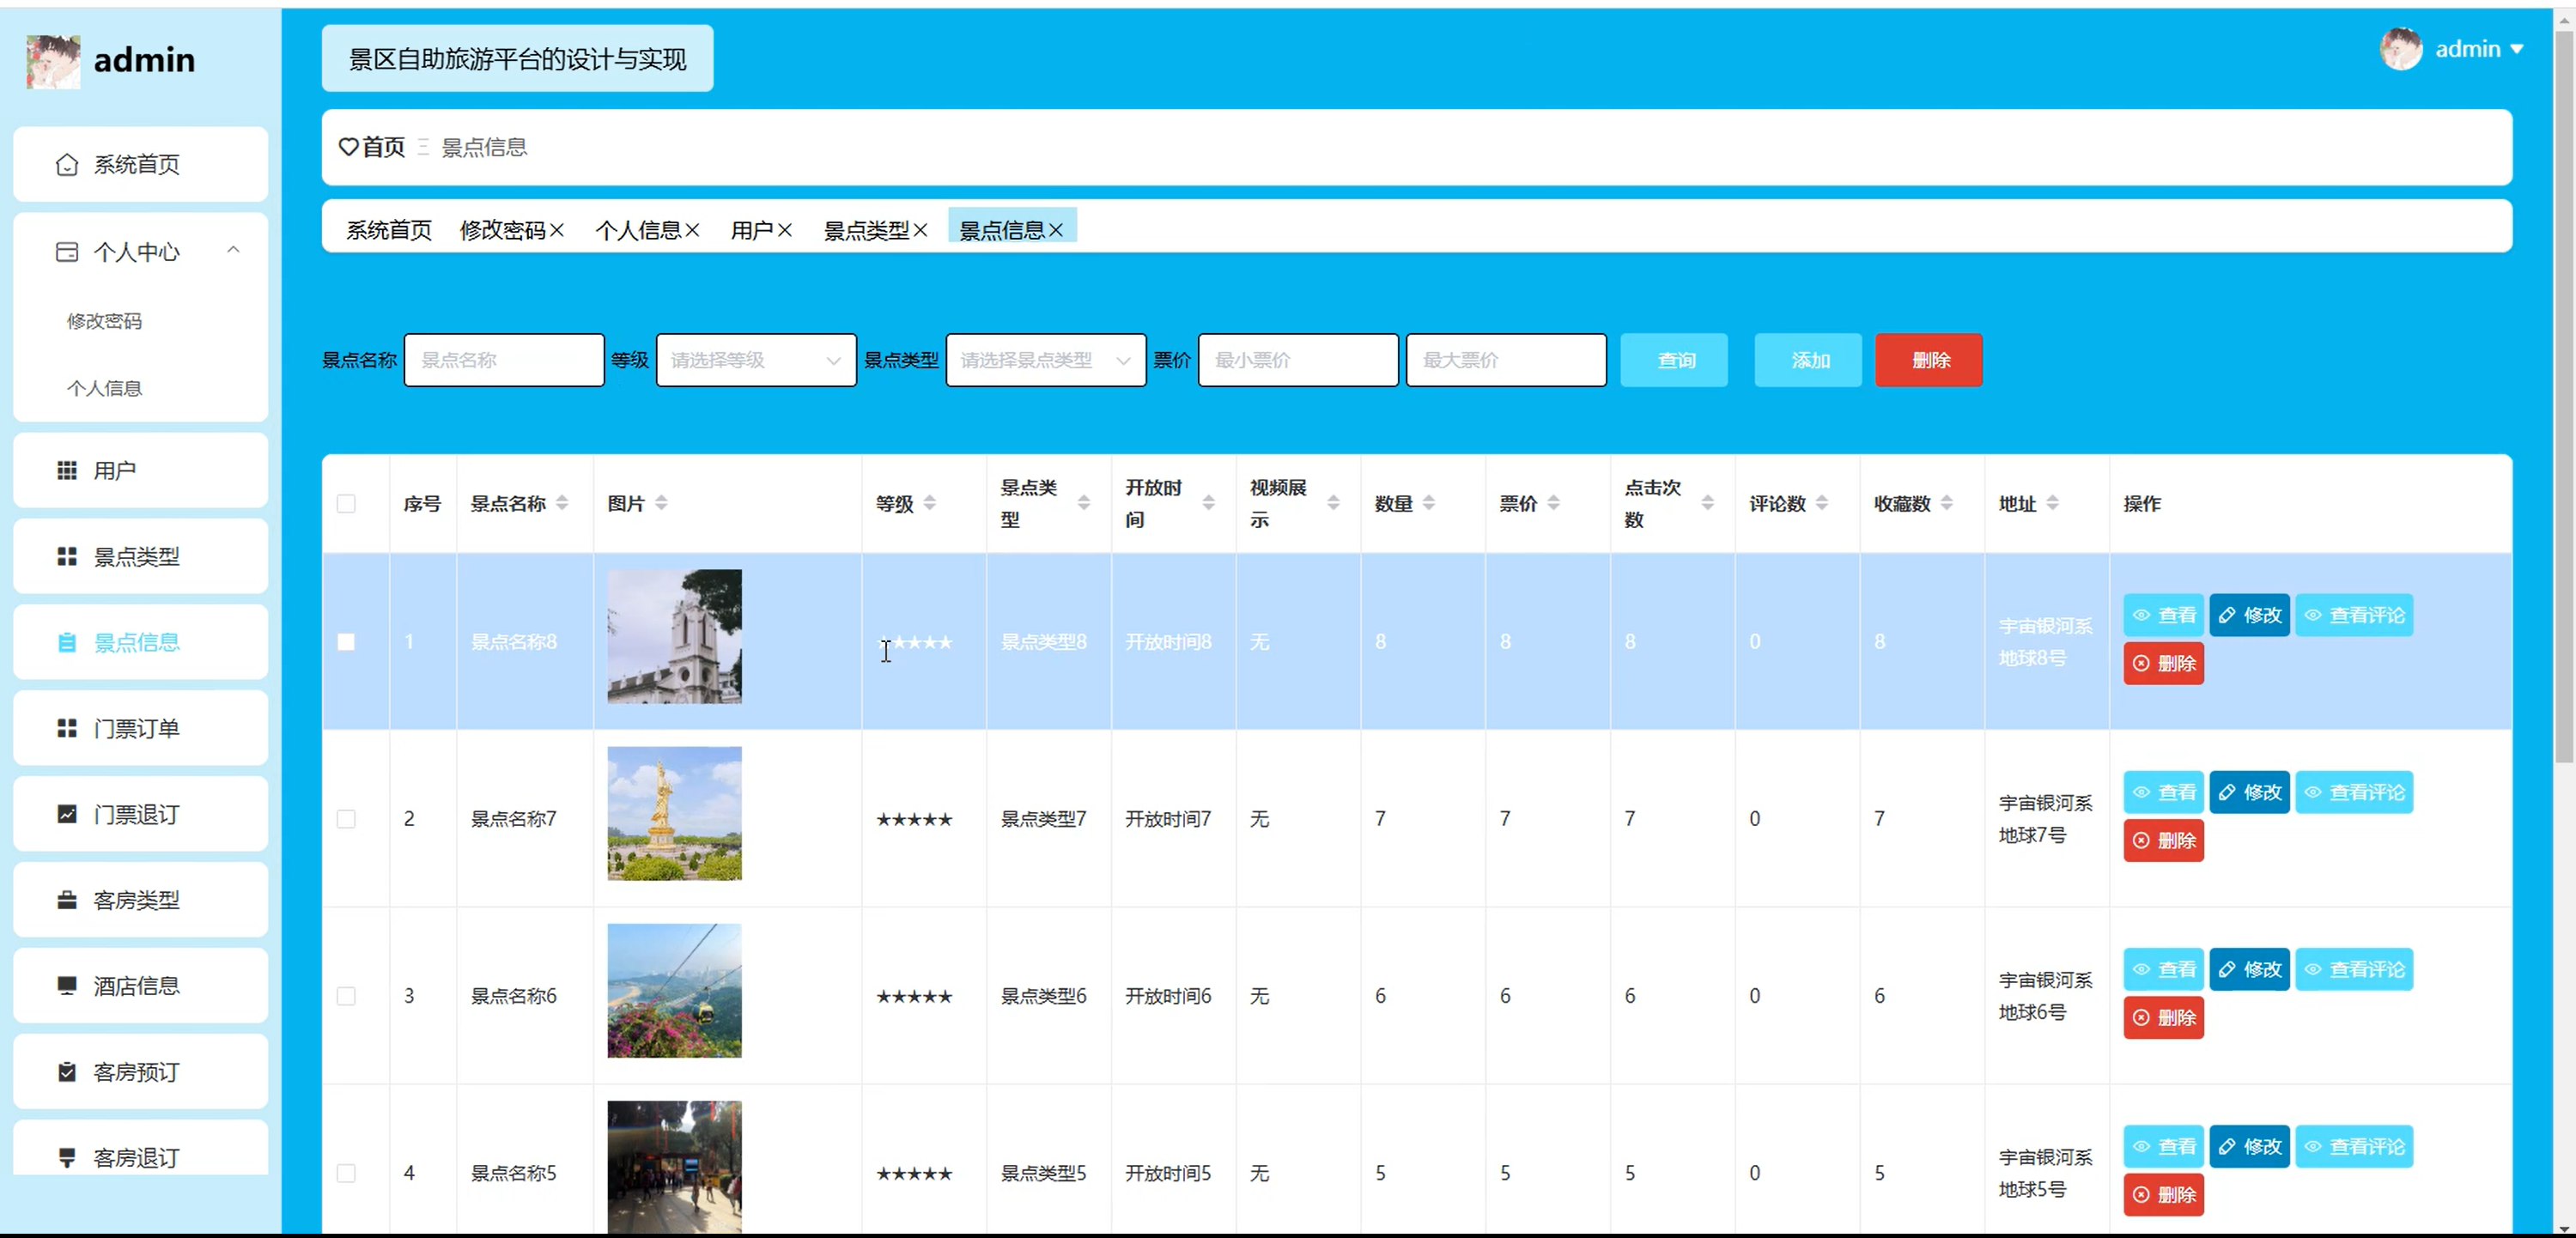 admin
景区自助旅游平台的设计与实现
admin
首页 景点信息
系统首页 修改密码 个人信息 用户 景点类型 景点信息
系统首页
个人中心
修改密码
个人信息
用户
景点类型
景点信息
门票订单
门票退订
客房类型
酒店信息
客房预订
客房退订
景点名称 景点名称 等级 请选择等级 景点类型 请选择景点类型 票价 最小票价 最大票价 查询 添加 删除
序号 景点名称 图片 等级 景点类型 开放时间 视频展示 数量 票价 点击次数 评论数 收藏数 地址 操作
1 景点名称8 ★★★★★ 景点类型8 开放时间8 无 8 8 8 0 8 宇宙银河系地球8号 查看 修改 查看评论 删除
2 景点名称7 ★★★★★ 景点类型7 开放时间7 无 7 7 7 0 7 宇宙银河系地球7号 查看 修改 查看评论 删除
3 景点名称6 ★★★★★ 景点类型6 开放时间6 无 6 6 6 0 6 宇宙银河系地球6号 查看 修改 查看评论 删除
4 景点名称5 ★★★★★ 景点类型5 开放时间5 无 5 5 5 0 5 宇宙银河系地球5号 查看 修改 查看评论 删除